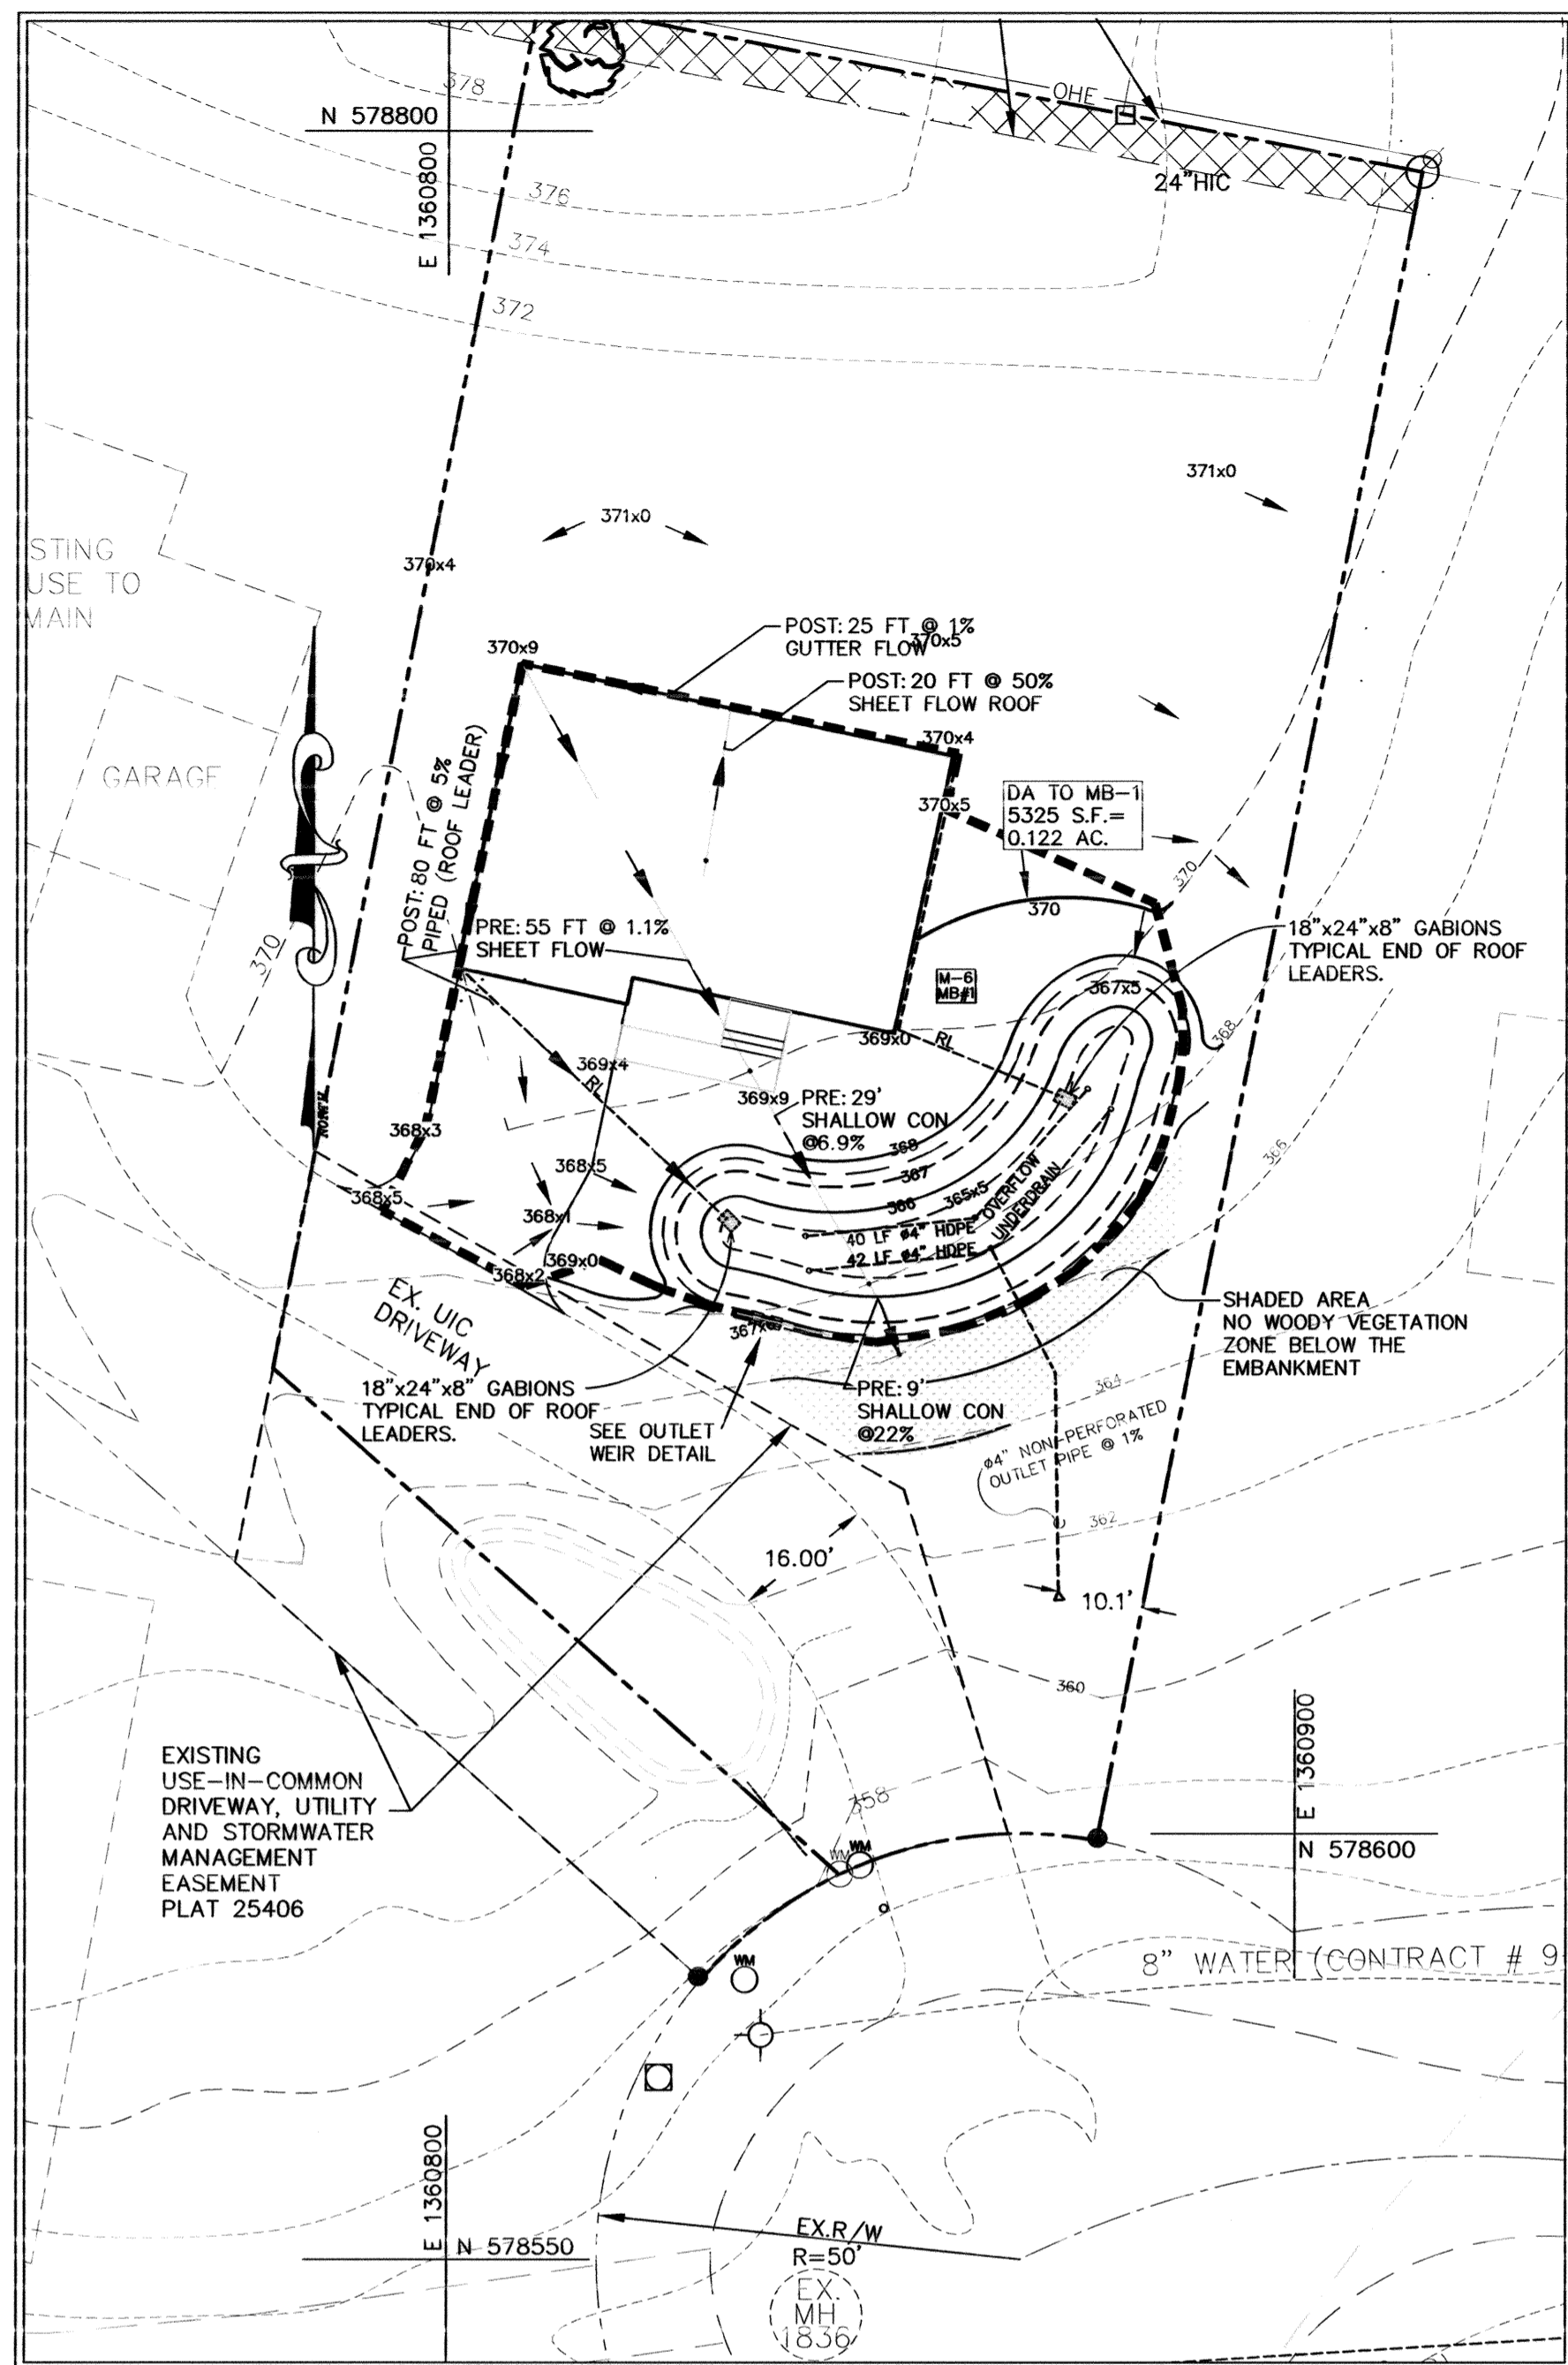 378
N 578800
E 1360800
376
374
372
OHE
24"HIC
371x0
371x0
370x4
STING
USE TO
MAIN
GARAGE
370x9
POST: 25 FT @ 1%
GUTTER FLOW
370x5
POST: 20 FT @ 50%
SHEET FLOW ROOF
370x4
370x5
DA TO MB-1
5325 S.F.=
0.122 AC.
POST: 80 FT @ 5%
PIPED (ROOF LEADER)
PRE: 55 FT @ 1.1%
SHEET FLOW
370
370
370
18"x24"x8" GABIONS
TYPICAL END OF ROOF
LEADERS.
M-6
MB#1
367x5
368
369x0
RL
369x4
RL
369x9
PRE: 29'
SHALLOW CON
@6.9%
NORTH
368x3
368x5
368x5
368x1
369x0
368x2
368
367
366
365x5
366
OVERFLOW
UNDERDRAIN
40 LF ø4" HDPE
42 LF ø4" HDPE
EX. UIC
DRIVEWAY
SHADED AREA
NO WOODY VEGETATION
ZONE BELOW THE
EMBANKMENT
18"x24"x8" GABIONS
TYPICAL END OF ROOF
LEADERS.
SEE OUTLET
WEIR DETAIL
PRE: 9'
SHALLOW CON
@22%
364
ø4" NON-PERFORATED
OUTLET PIPE @ 1%
362
16.00'
10.1'
360
EXISTING
USE-IN-COMMON
DRIVEWAY, UTILITY
AND STORMWATER
MANAGEMENT
EASEMENT
PLAT 25406
358
WM
WM
WM
E 1360900
N 578600
8" WATER (CONTRACT # 9
E 1360800
N 578550
EX.R/W
R=50'
EX.
MH
1836